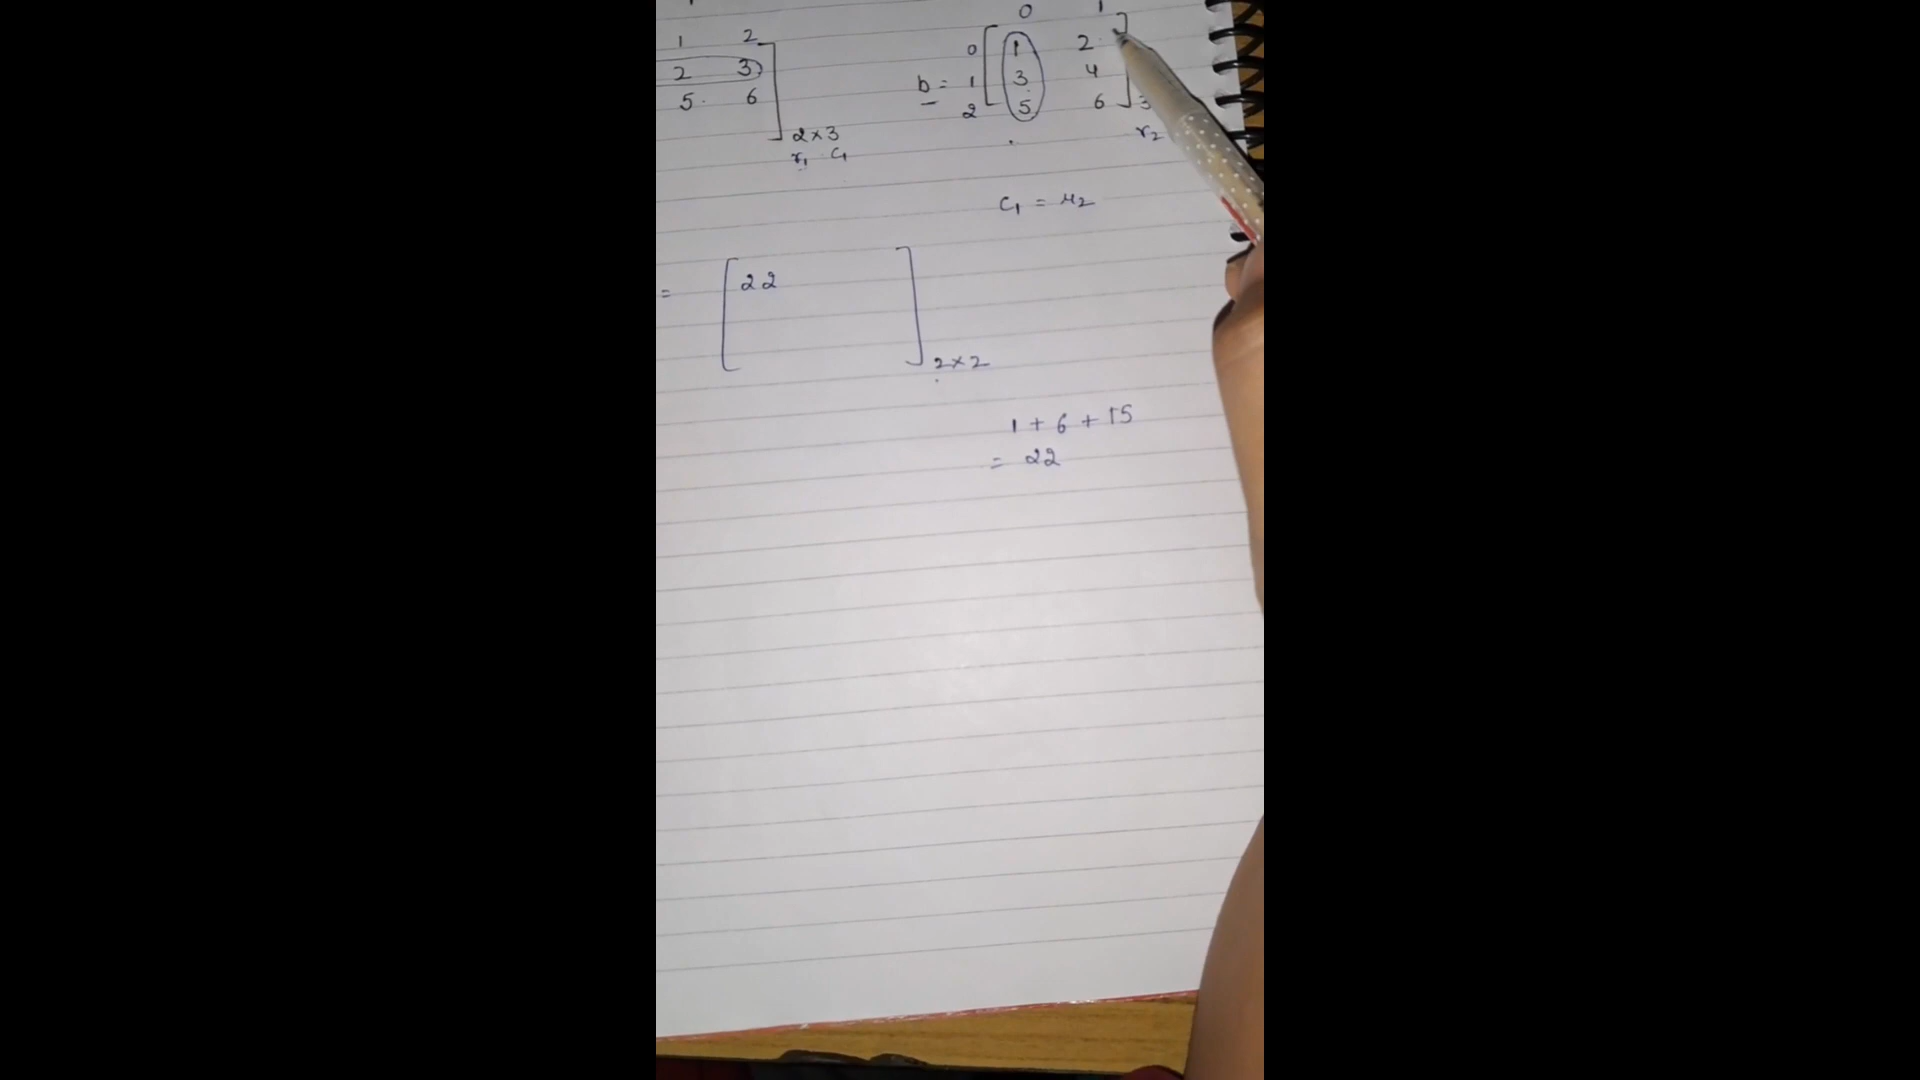 1 2
2 3
5 6
2 × 3
r₁ c₁
0 1
0 1 2
b = 1 3 4
2 5 6
3
r₂
c₁ = r₂
= [ 22 ] 2×2
1 + 6 + 15
= 22